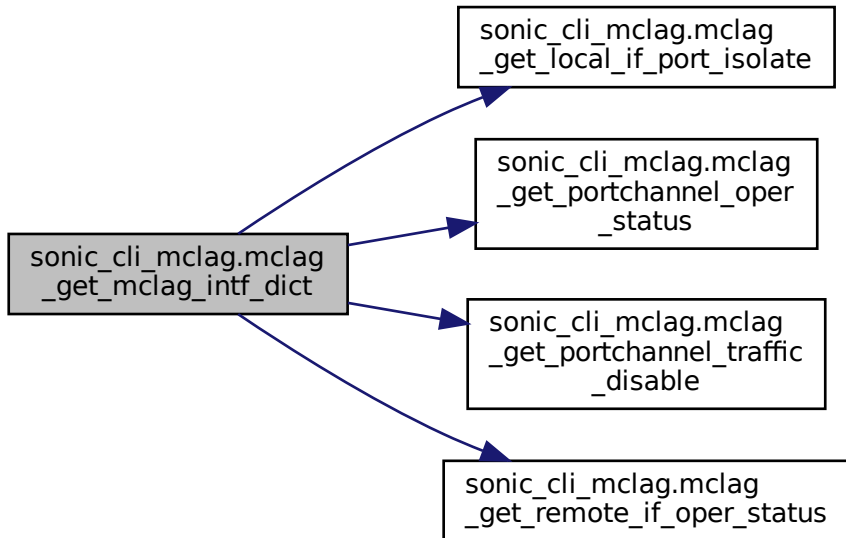 sonic_cli_mclag.mclag
_get_local_if_port_isolate
sonic_cli_mclag.mclag
_get_portchannel_oper
_status
sonic_cli_mclag.mclag
_get_mclag_intf_dict
sonic_cli_mclag.mclag
_get_portchannel_traffic
_disable
sonic_cli_mclag.mclag
_get_remote_if_oper_status